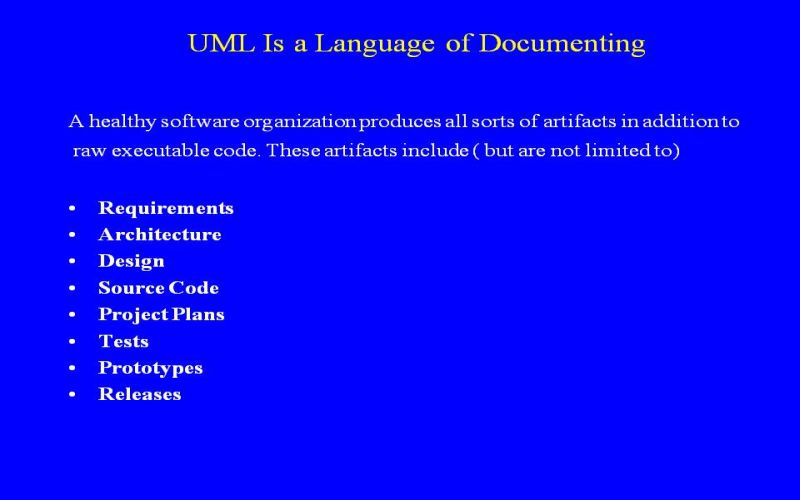 UML Is a Language of Documenting
A healthy software organization produces all sorts of artifacts in addition to
raw executable code. These artifacts include ( but are not limited to)
• Requirements
• Architecture
• Design
• Source Code
• Project Plans
• Tests
• Prototypes
• Releases